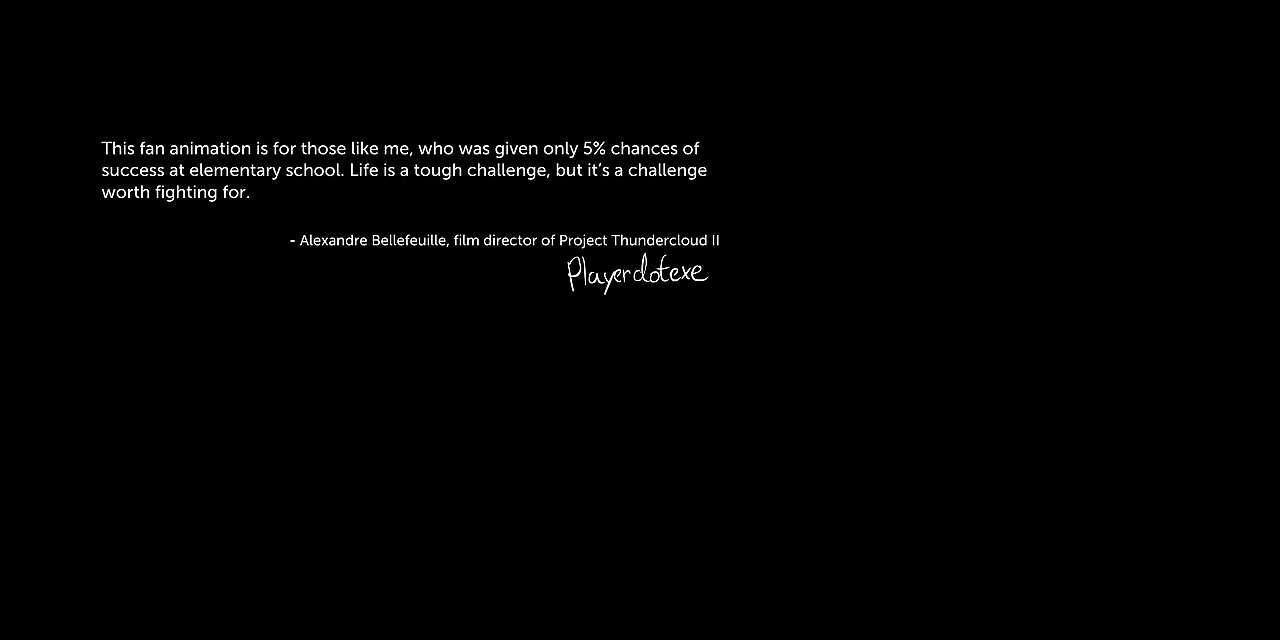 This fan animation is for those like me, who was given only 5% chances of
success at elementary school. Life is a tough challenge, but it’s a challenge
worth fighting for.
- Alexandre Bellefeuille, film director of Project Thundercloud II
Playerdotexe